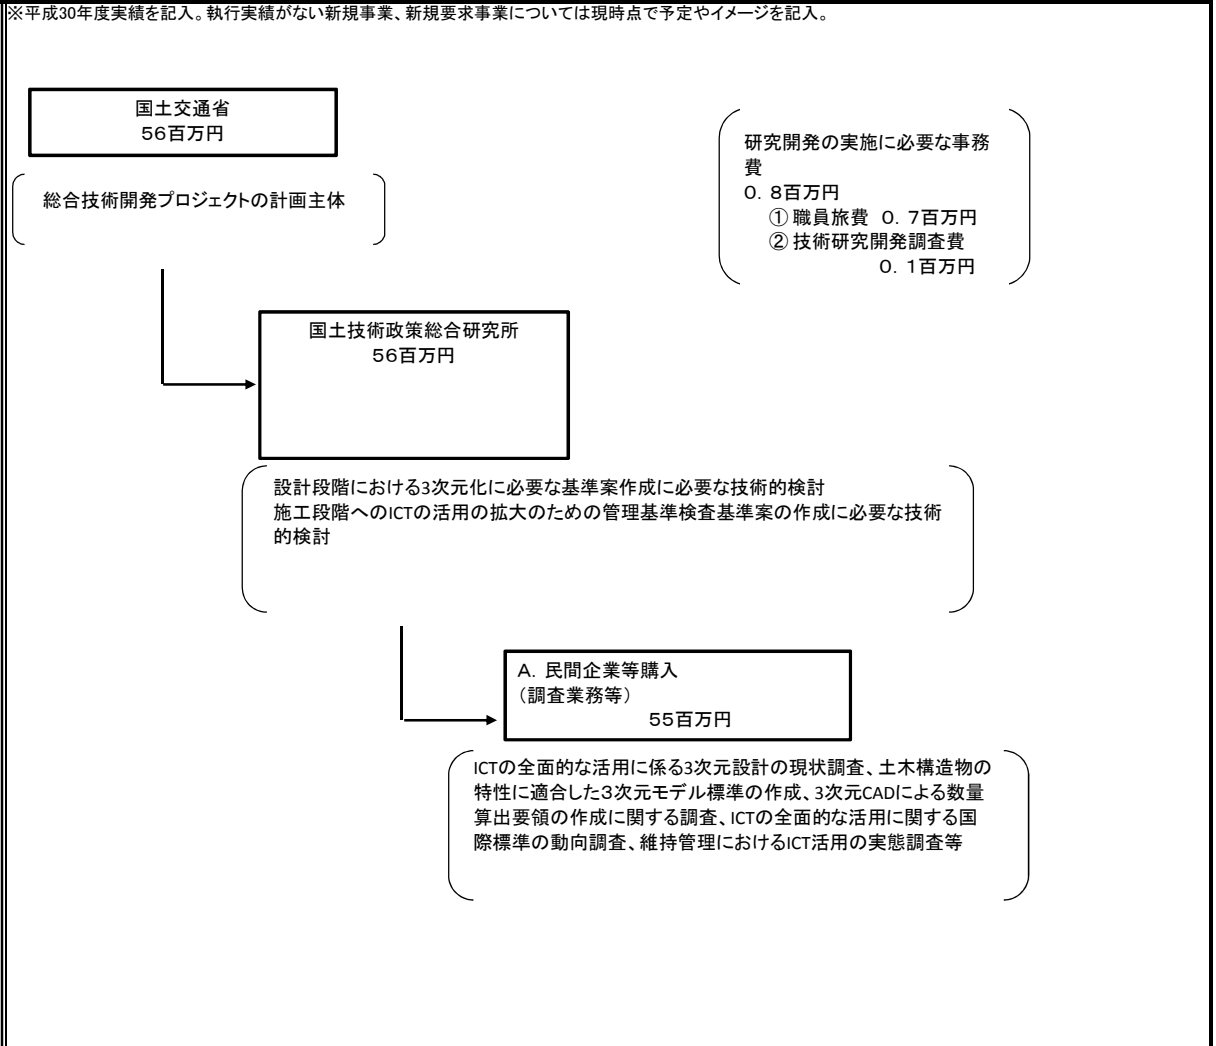 ※平成30年度実績を記入。執行実績がない新規事業、新規要求事業については現時点で予定やイメージを記入。
国土交通省
56百万円
総合技術開発プロジェクトの計画主体
研究開発の実施に必要な事務
費
0.8百万円
①職員旅費 0.7百万円
②技術研究開発調査費
0.1百万円
国土技術政策総合研究所
56百万円
設計段階における3次元化に必要な基準案作成に必要な技術的検討
施工段階へのICTの活用の拡大のための管理基準検査基準案の作成に必要な技術
的検討
A.民間企業等購入
（調査業務等）
55百万円
ICTの全面的な活用に係る3次元設計の現状調査、土木構造物の
特性に適合した３次元モデル標準の作成、3次元CADによる数量
算出要領の作成に関する調査、ICTの全面的な活用に関する国
際標準の動向調査、維持管理におけるICT活用の実態調査等